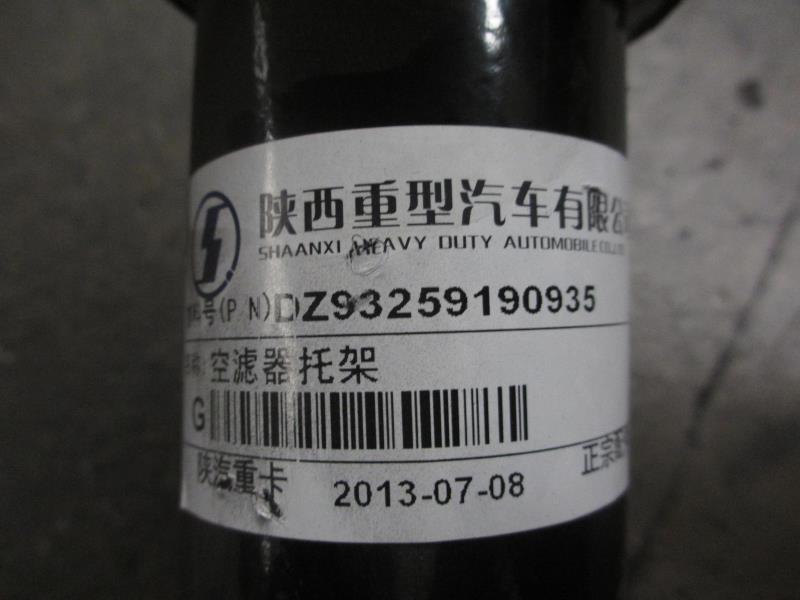 陕西重型汽车有限公
SHAANXI HEAVY DUTY AUTOMOBILE CO.,LTD
号(P N)DZ93259190935
空滤器托架
G
陕汽重卡 2013-07-08 正宗